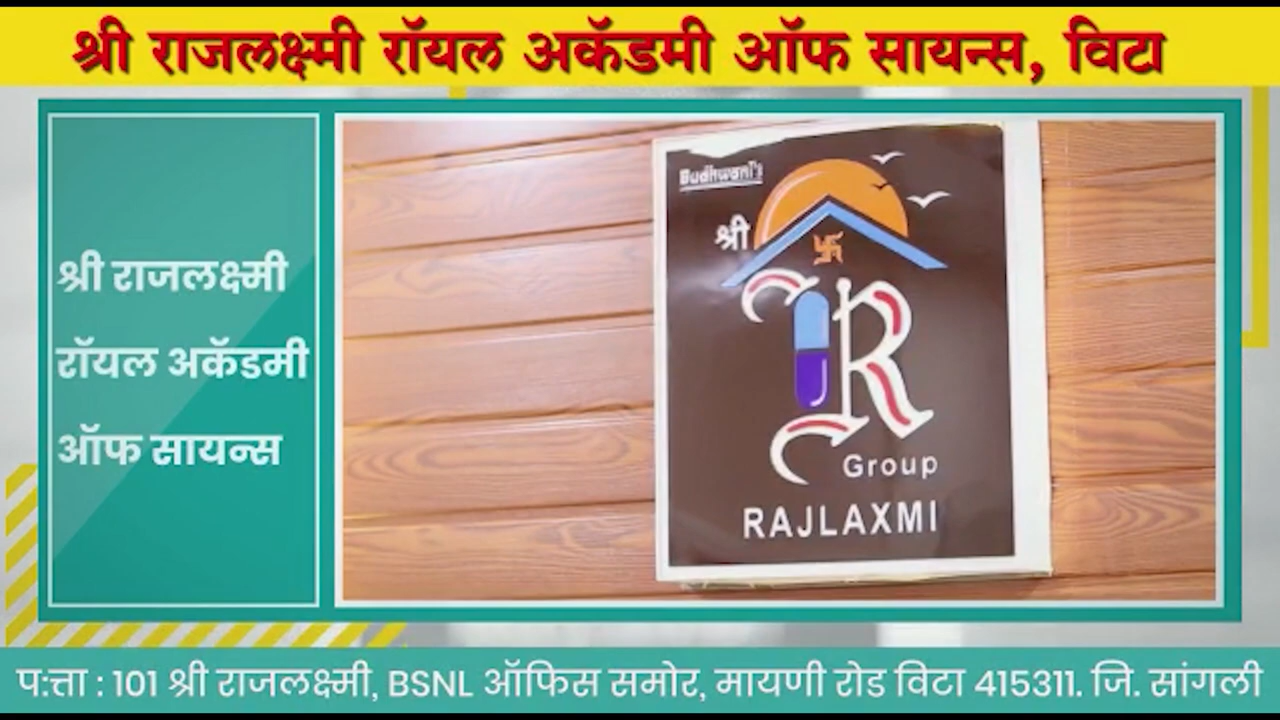 श्री राजलक्ष्मी रॉयल अकॅडमी ऑफ सायन्स, विटा
श्री राजलक्ष्मी
रॉयल अकॅडमी
ऑफ सायन्स
Budhwani's
श्री
R
Group
RAJLAXMI
प:त्ता : 101 श्री राजलक्ष्मी, BSNL ऑफिस समोर, मायणी रोड विटा 415311. जि. सांगली